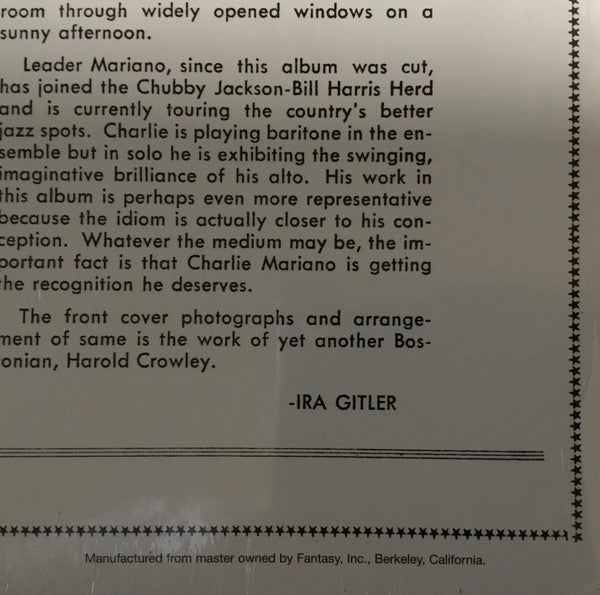 room through widely opened windows on a
sunny afternoon.
Leader Mariano, since this album was cut,
has joined the Chubby Jackson-Bill Harris Herd
and is currently touring the country's better
jazz spots. Charlie is playing baritone in the en-
semble but in solo he is exhibiting the swinging,
imaginative brilliance of his alto. His work in
this album is perhaps even more representative
because the idiom is actually closer to his con-
ception. Whatever the medium may be, the im-
portant fact is that Charlie Mariano is getting
the recognition he deserves.
The front cover photographs and arrange-
ment of same is the work of yet another Bos-
onian, Harold Crowley.
-IRA GITLER
Manufactured from master owned by Fantasy, Inc., Berkeley, California.